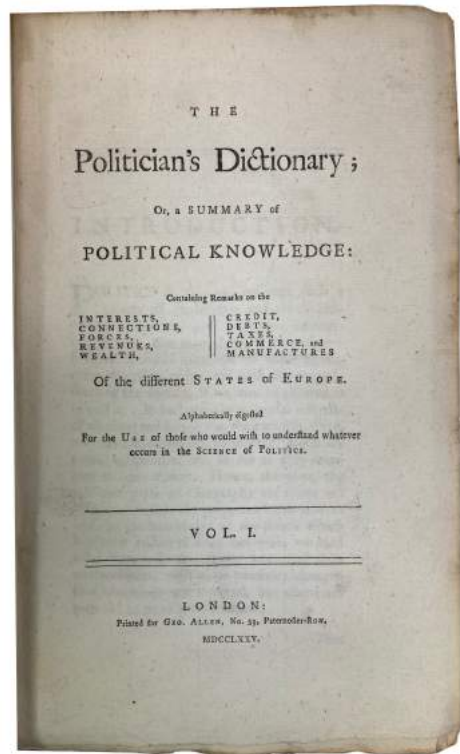 THE
Politician's Dictionary;
Or, a SUMMARY of
POLITICAL KNOWLEDGE:
Containing Remarks on the
INTERESTS,
CONNECTIONS,
FORCES,
REVENUES,
WEALTH,
CREDIT,
DEBTS,
TAXES,
COMMERCE, and
MANUFACTURES
Of the different STATES of EUROPE.
Alphabetically digeſted
For the USE of thoſe who would wiſh to underſtand whatever
occurs in the SCIENCE of POLITICS.
VOL. I.
LONDON:
Printed for GEO. ALLEN, No. 59, Paternoſter-Row.
MDCCLXXV.